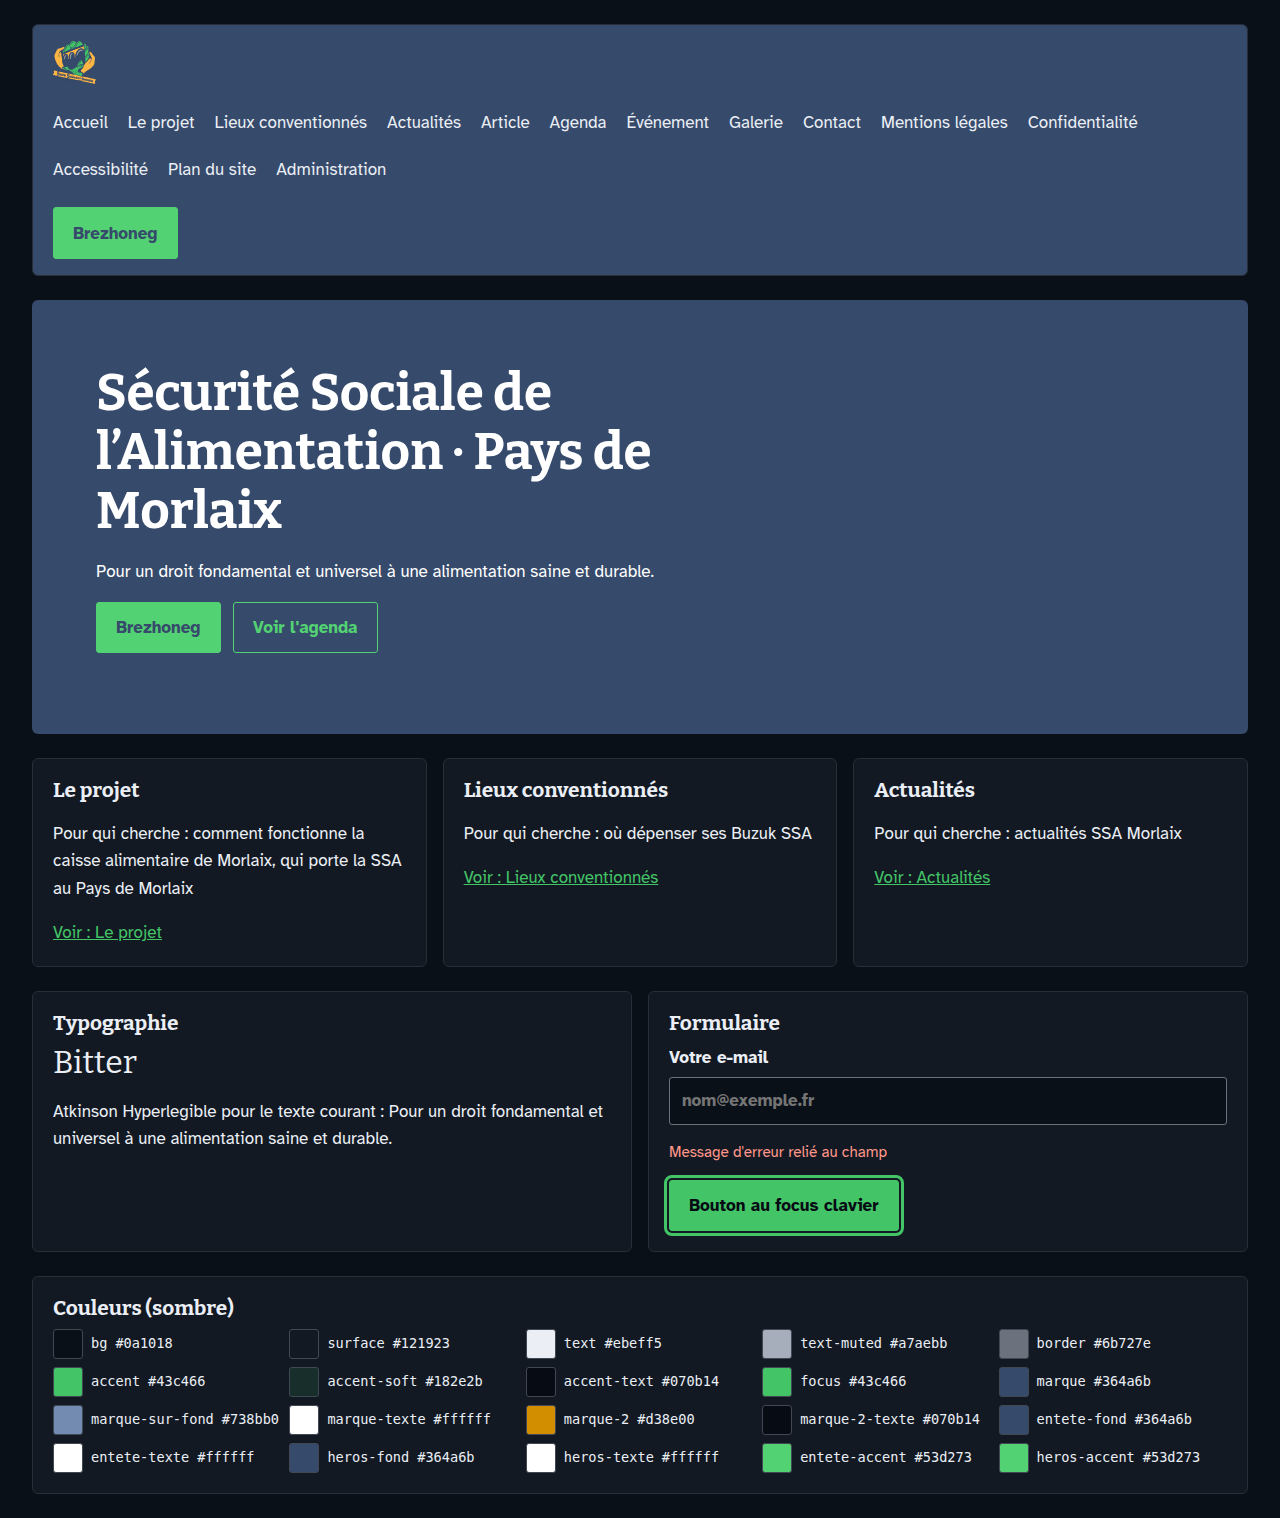 Accueil Le projet Lieux conventionnés Actualités Article Agenda Événement Galerie Contact Mentions légales Confidentialité
Accessibilité Plan du site Administration
Brezhoneg
Sécurité Sociale de
l’Alimentation · Pays de
Morlaix
Pour un droit fondamental et universel à une alimentation saine et durable.
Brezhoneg Voir l'agenda
Le projet
Pour qui cherche : comment fonctionne la
caisse alimentaire de Morlaix, qui porte la SSA
au Pays de Morlaix
Voir : Le projet
Lieux conventionnés
Pour qui cherche : où dépenser ses Buzuk SSA
Voir : Lieux conventionnés
Actualités
Pour qui cherche : actualités SSA Morlaix
Voir : Actualités
Typographie
Bitter
Atkinson Hyperlegible pour le texte courant : Pour un droit fondamental et
universel à une alimentation saine et durable.
Formulaire
Votre e-mail
nom@exemple.fr
Message d'erreur relié au champ
Bouton au focus clavier
Couleurs (sombre)
bg #0a1018 surface #121923 text #ebeff5 text-muted #a7aebb border #6b727e
accent #43c466 accent-soft #182e2b accent-text #070b14 focus #43c466 marque #364a6b
marque-sur-fond #738bb0 marque-texte #ffffff marque-2 #d38e00 marque-2-texte #070b14 entete-fond #364a6b
entete-texte #ffffff heros-fond #364a6b heros-texte #ffffff entete-accent #53d273 heros-accent #53d273